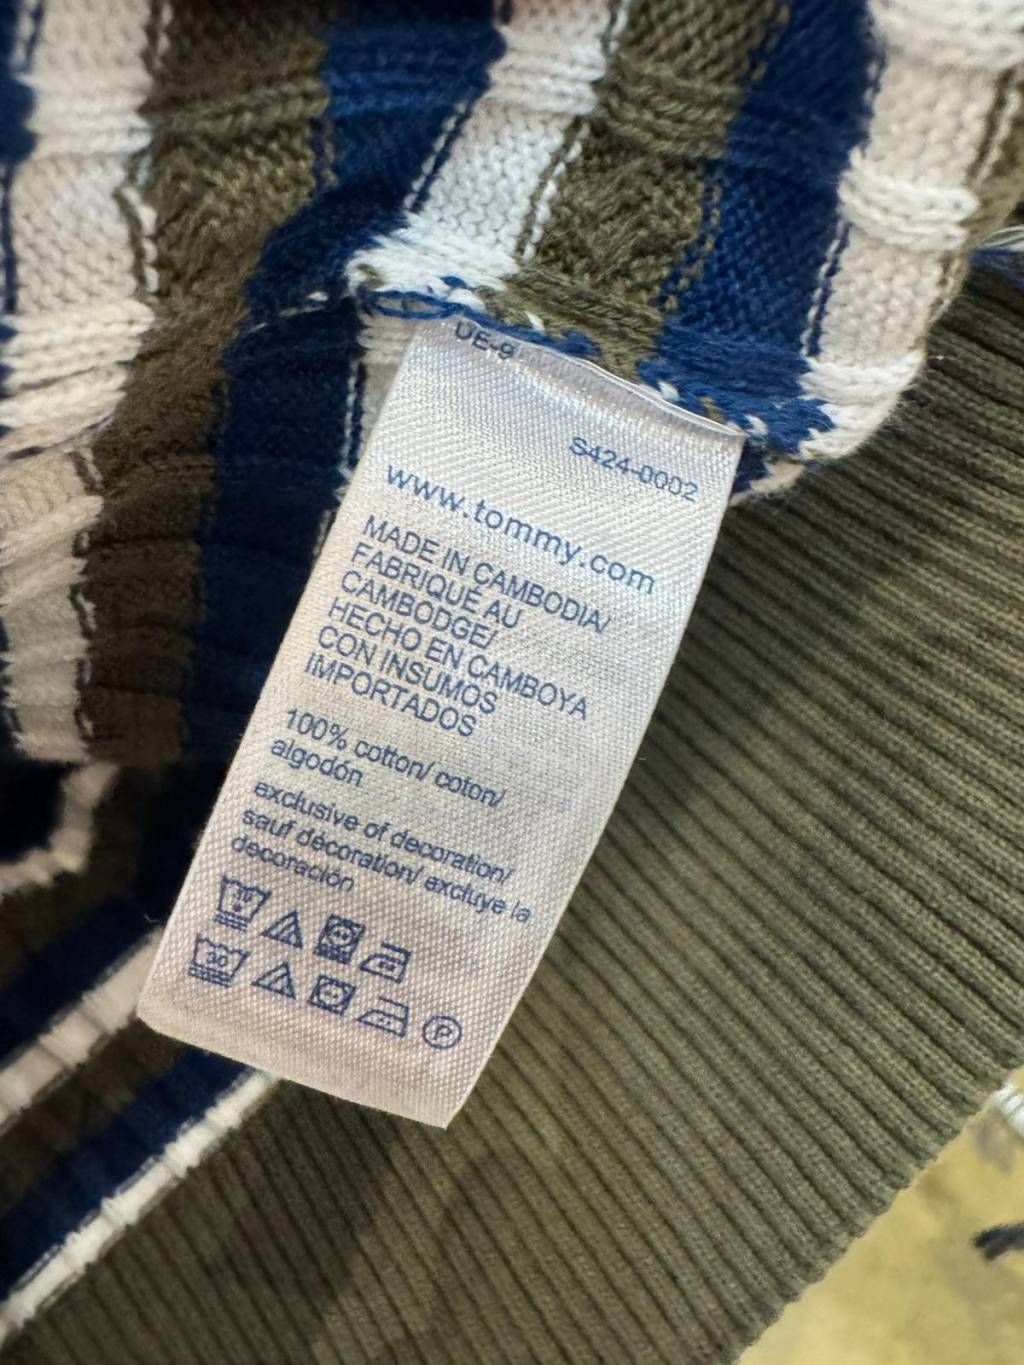 UE-9
S424-0002
www.tommy.com
MADE IN CAMBODIA/
FABRIQUÉ AU
CAMBODGE/
HECHO EN CAMBOYA
CON INSUMOS
IMPORTADOS
100% cotton/ coton/
algodón
exclusive of decoration/
sauf décoration/ excluye la
decoración
30
P